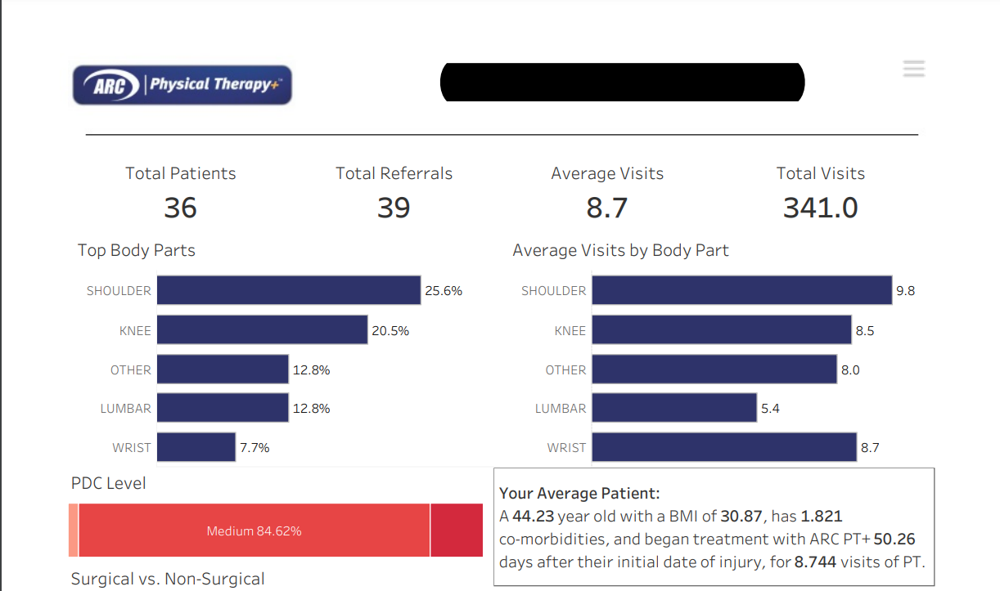 ARC | Physical Therapy+™
Total Patients
Total Referrals
Average Visits
Total Visits
36
39
8.7
341.0
Top Body Parts
SHOULDER 25.6%
KNEE 20.5%
OTHER 12.8%
LUMBAR 12.8%
WRIST 7.7%
Average Visits by Body Part
SHOULDER 9.8
KNEE 8.5
OTHER 8.0
LUMBAR 5.4
WRIST 8.7
PDC Level
Medium 84.62%
Your Average Patient:
A 44.23 year old with a BMI of 30.87, has 1.821
co-morbidities, and began treatment with ARC PT+ 50.26
days after their initial date of injury, for 8.744 visits of PT.
Surgical vs. Non-Surgical